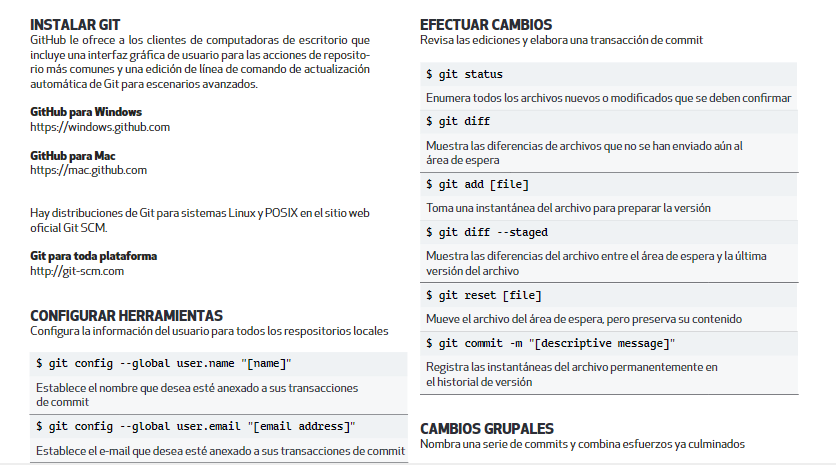 INSTALAR GIT
GitHub le ofrece a los clientes de computadoras de escritorio que
incluye una interfaz gráfica de usuario para las acciones de reposito-
rio más comunes y una edición de línea de comando de actualización
automática de Git para escenarios avanzados.
GitHub para Windows
https://windows.github.com
GitHub para Mac
https://mac.github.com
Hay distribuciones de Git para sistemas Linux y POSIX en el sitio web
oficial Git SCM.
Git para toda plataforma
http://git-scm.com
CONFIGURAR HERRAMIENTAS
Configura la información del usuario para todos los respositorios locales
$ git config --global user.name "[name]"
Establece el nombre que desea esté anexado a sus transacciones
de commit
$ git config --global user.email "[email address]"
Establece el e-mail que desea esté anexado a sus transacciones de commit
EFECTUAR CAMBIOS
Revisa las ediciones y elabora una transacción de commit
$ git status
Enumera todos los archivos nuevos o modificados que se deben confirmar
$ git diff
Muestra las diferencias de archivos que no se han enviado aún al
área de espera
$ git add [file]
Toma una instantánea del archivo para preparar la versión
$ git diff --staged
Muestra las diferencias del archivo entre el área de espera y la última
versión del archivo
$ git reset [file]
Mueve el archivo del área de espera, pero preserva su contenido
$ git commit -m "[descriptive message]"
Registra las instantáneas del archivo permanentemente en
el historial de versión
CAMBIOS GRUPALES
Nombra una serie de commits y combina esfuerzos ya culminados